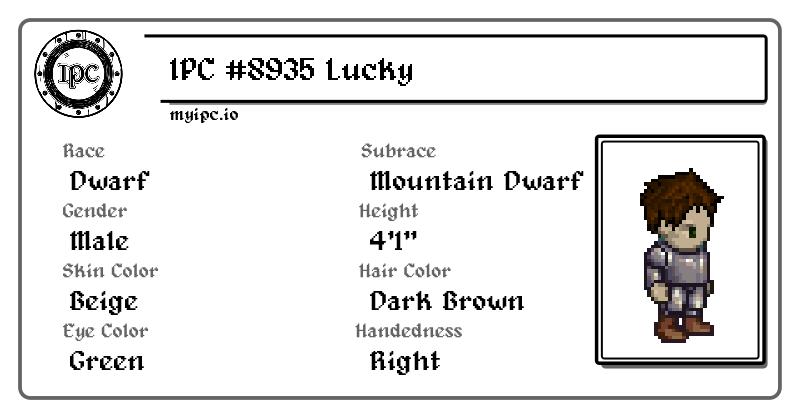 IPC
IPC #8935 Lucky
myipc.io
Race
Dwarf
Subrace
Mountain Dwarf
Gender
Male
Height
4'1"
Skin Color
Beige
Hair Color
Dark Brown
Eye Color
Green
Handedness
Right